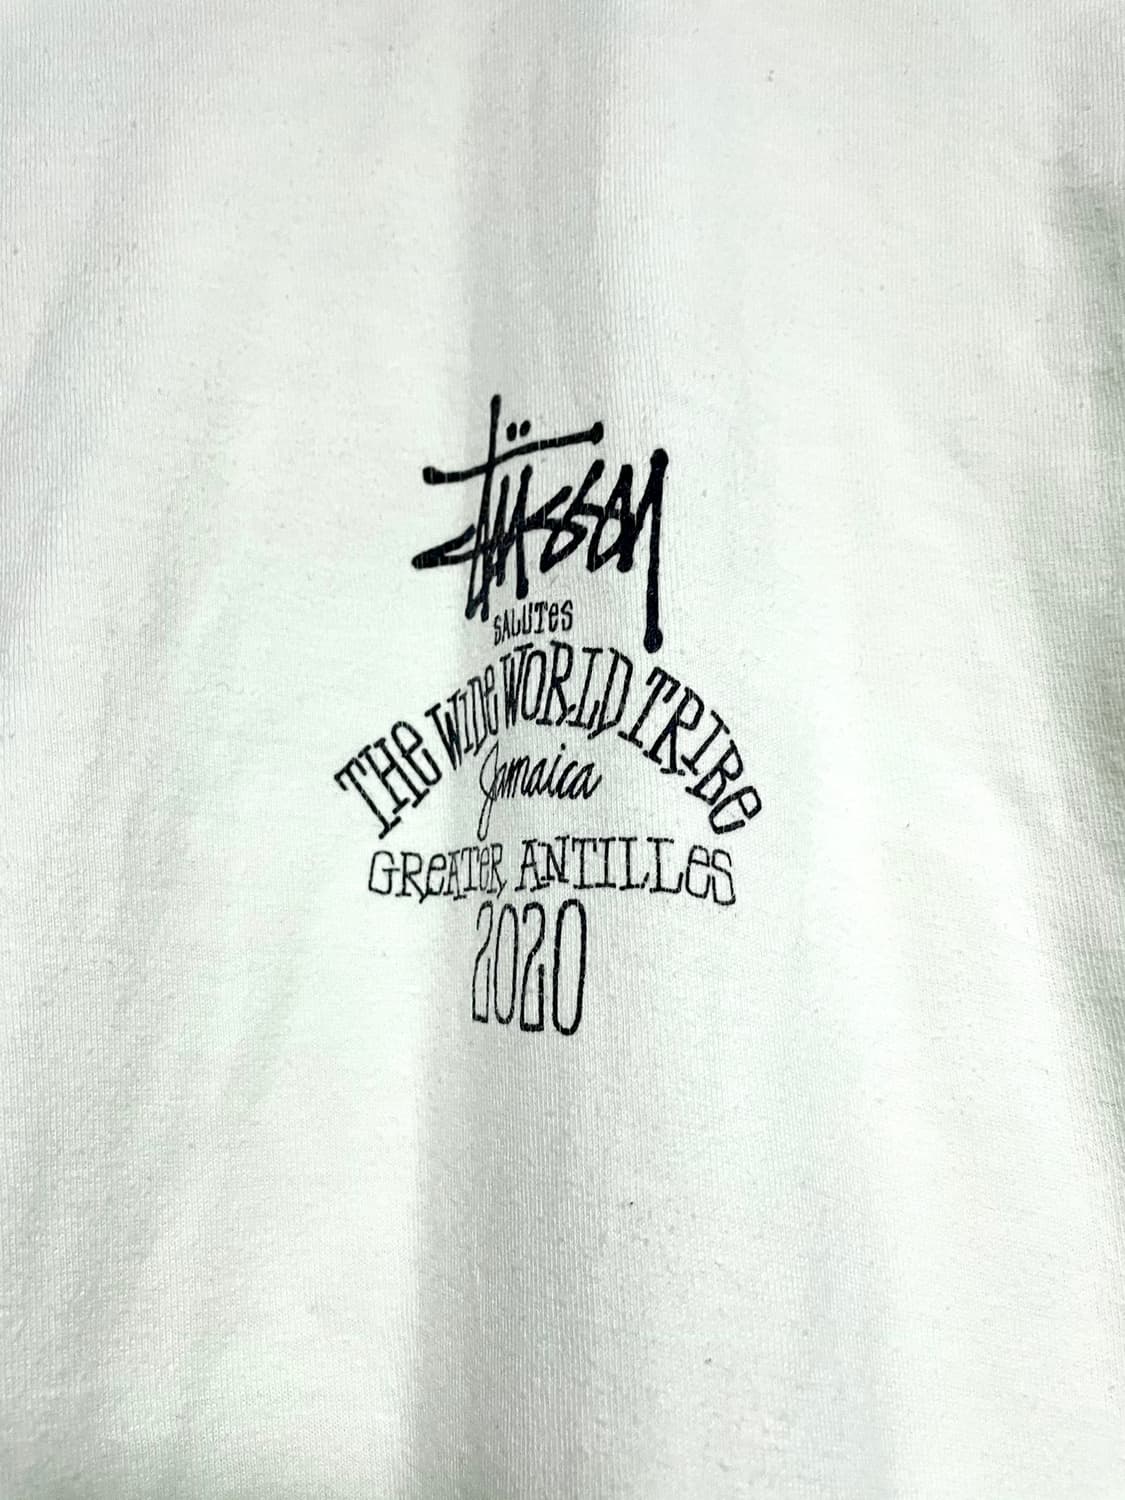 Stüssy
SALUTES
THE WIDE WORLD TRIBE
Jamaica
GREATER ANTILLES
2020